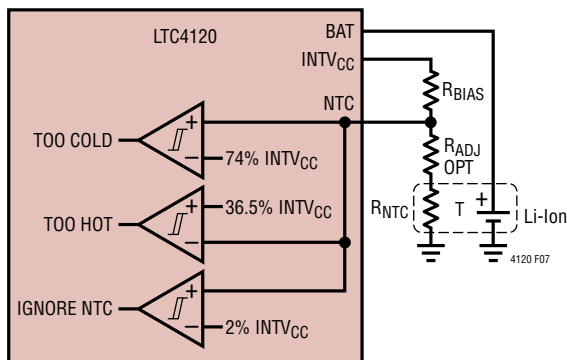 LTC4120
BAT
INTVCC
NTC
RBIAS
RADJ
OPT
TOO COLD
+
–
74% INTVCC
TOO HOT
+
–
36.5% INTVCC
RNTC
T
+
Li-Ion
IGNORE NTC
+
–
2% INTVCC
4120 F07